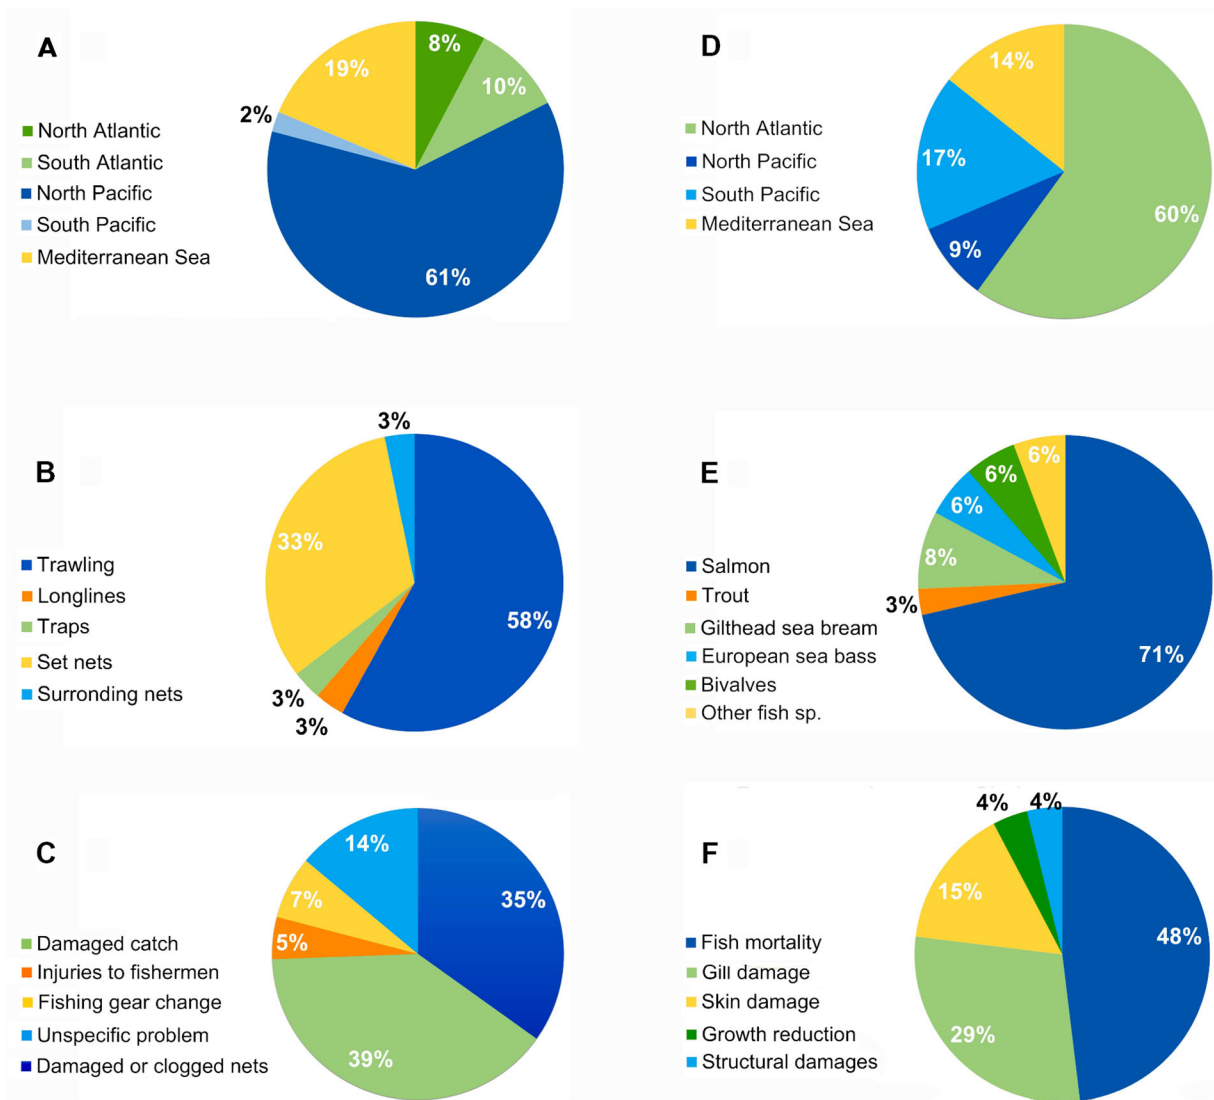 A
8%
10%
19%
2%
61%
North Atlantic
South Atlantic
North Pacific
South Pacific
Mediterranean Sea
D
14%
17%
9%
60%
North Atlantic
North Pacific
South Pacific
Mediterranean Sea
B
3%
33%
58%
3%
3%
Trawling
Longlines
Traps
Set nets
Surronding nets
E
6%
6%
6%
8%
3%
71%
Salmon
Trout
Gilthead sea bream
European sea bass
Bivalves
Other fish sp.
C
14%
35%
7%
5%
39%
Damaged catch
Injuries to fishermen
Fishing gear change
Unspecific problem
Damaged or clogged nets
F
4%
4%
15%
48%
29%
Fish mortality
Gill damage
Skin damage
Growth reduction
Structural damages